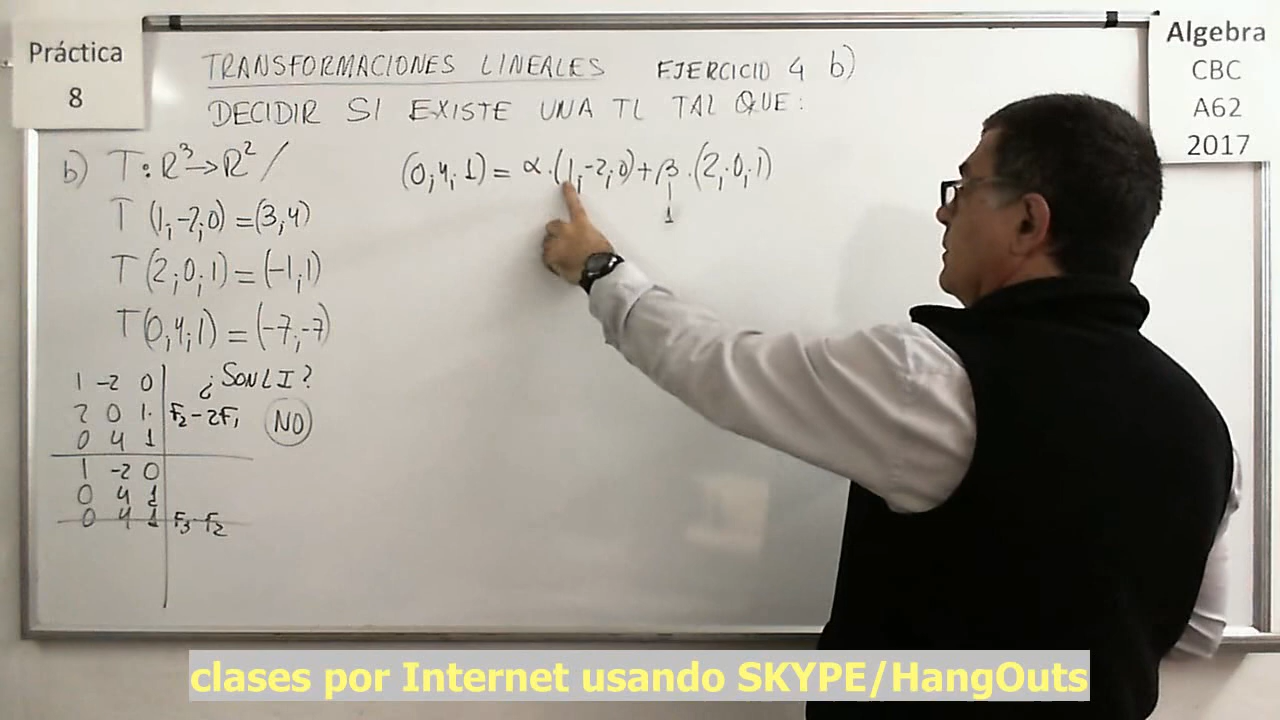 Práctica
8
Algebra
CBC
A62
2017
TRANSFORMACIONES LINEALES EJERCICIO 4 b)
DECIDIR SI EXISTE UNA TL TAL QUE:
b) T: R³→R² /
T (1,-2,0)=(3,4)
T(2,0,1)=(-1,1)
T(0,4,1)=(-7,-7)
(0,4,1)= α.(1,-2,0)+β.(2,0,1)
1
¿SON LI?
NO
1 -2 0
2 0 1 F₂-2F₁
0 4 1
1 -2 0
0 4 1
0 4 1 F₃-F₂
clases por Internet usando SKYPE/HangOuts